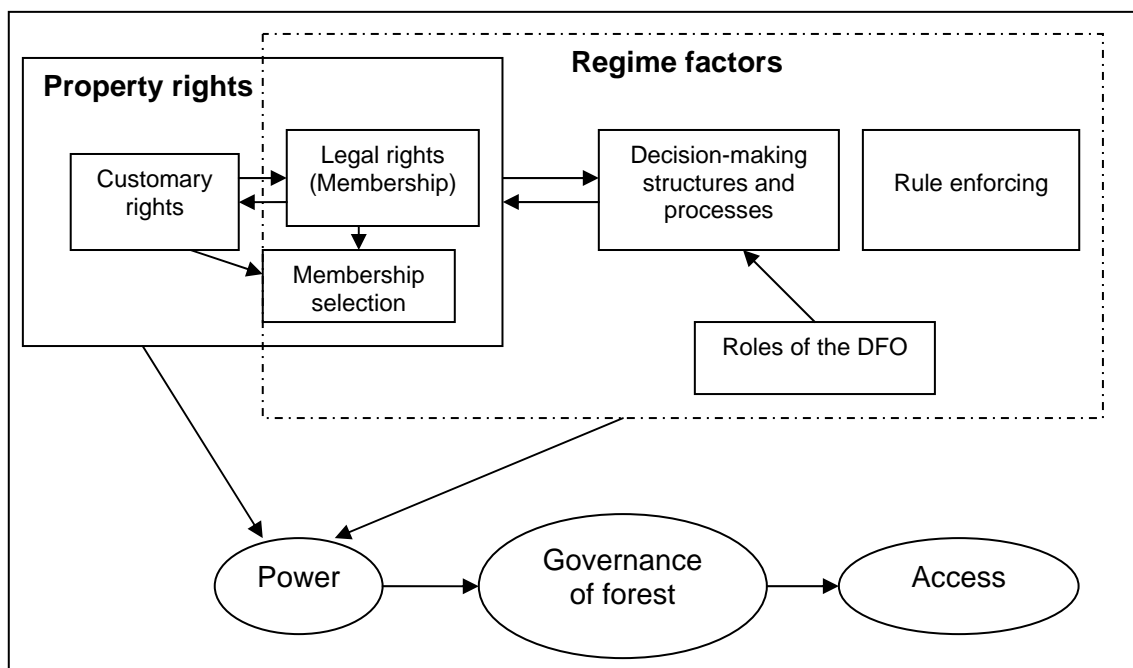 Regime factors
Property rights
Customary
rights
Legal rights
(Membership)
Membership
selection
Decision-making
structures and
processes
Rule enforcing
Roles of the DFO
Power
Governance
of forest
Access